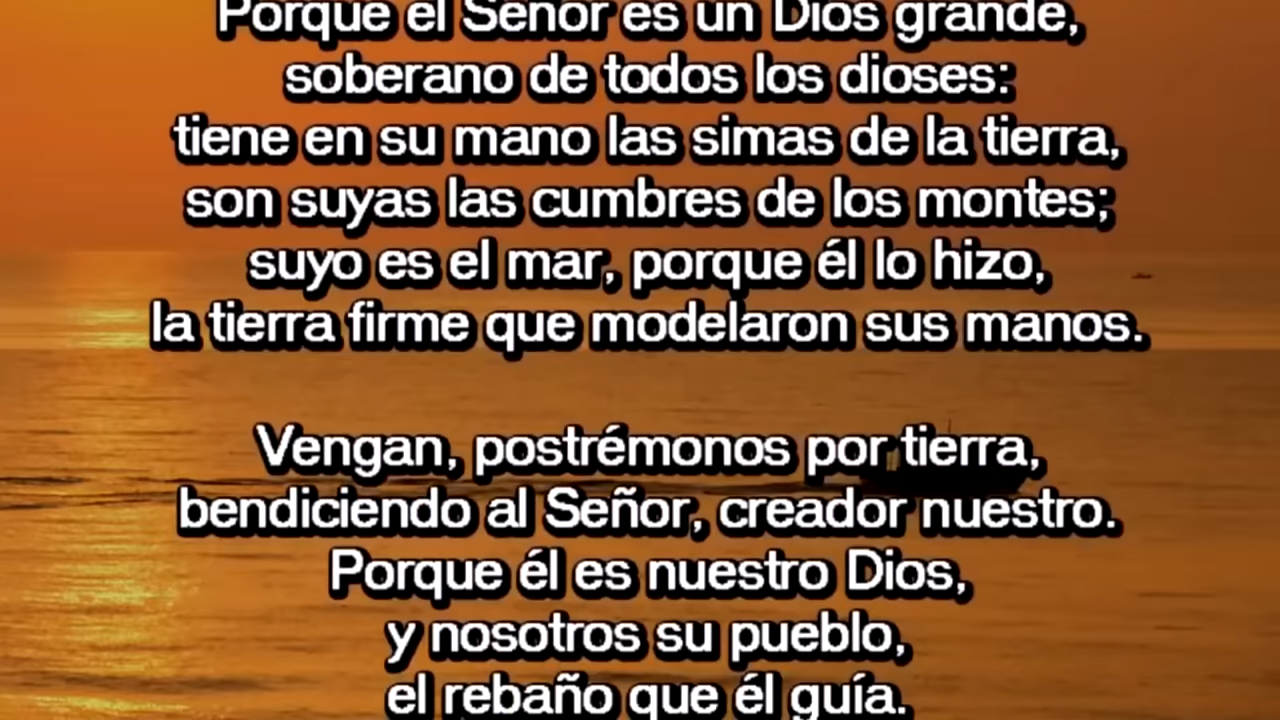 Porque el Señor es un Dios grande,
soberano de todos los dioses:
tiene en su mano las simas de la tierra,
son suyas las cumbres de los montes;
suyo es el mar, porque él lo hizo,
la tierra firme que modelaron sus manos.
Vengan, postrémonos por tierra,
bendiciendo al Señor, creador nuestro.
Porque él es nuestro Dios,
y nosotros su pueblo,
el rebaño que él guía.